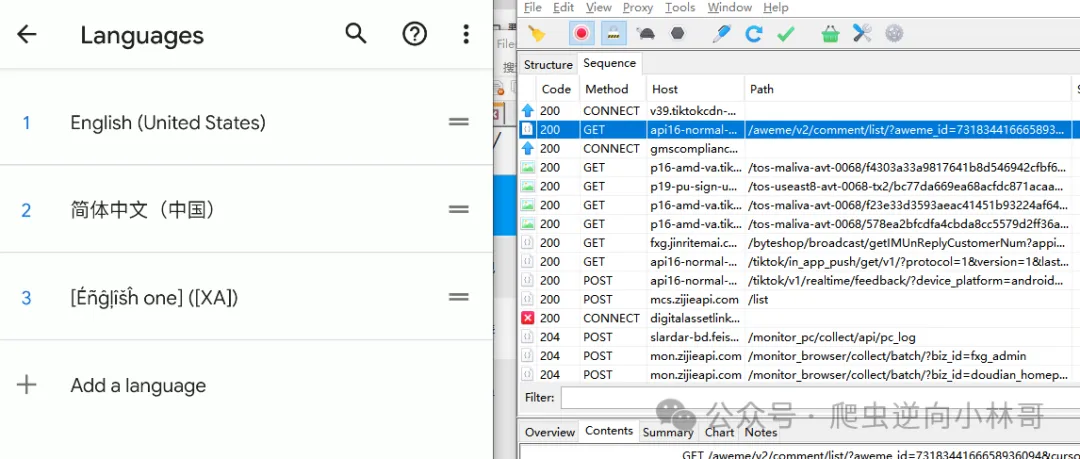 Languages
1 English (United States)
2 简体中文（中国）
3 [Éñĝļîšĥ one] ([XA])
Add a language
File Edit View Proxy Tools Window Help
Structure Sequence
Code Method Host Path
200 CONNECT v39.tiktokcdn-...
200 GET api16-normal-... /aweme/v2/comment/list/?aweme_id=731834416665893...
200 CONNECT gmscomplianc...
200 GET p16-amd-va.tik... /tos-maliva-avt-0068/f4303a33a9817641b8d546942cfbf6...
200 GET p19-pu-sign-u... /tos-useast8-avt-0068-tx2/bc77da669ea68acfdc871acaa...
200 GET p16-amd-va.tik... /tos-maliva-avt-0068/f23e33d3593aeac41451b93224af64...
200 GET p16-amd-va.tik... /tos-maliva-avt-0068/578ea2bfcdfa4cbda8cc5579d2ff36a...
200 GET fxg.jinritemai.c... /byteshop/broadcast/getIMUnReplyCustomerNum?appi...
200 GET api16-normal-... /tiktok/in_app_push/get/v1/?protocol=1&version=1&last...
200 POST api16-normal-... /tiktok/v1/realtime/feedback/?device_platform=android...
200 POST mcs.zijieapi.com /list
200 CONNECT digitalassetlink...
204 POST slardar-bd.feis... /monitor_pc/collect/api/pc_log
204 POST mon.zijieapi.com /monitor_browser/collect/batch/?biz_id=fxg_admin
204 POST mon.zijieapi.com /monitor_browser/collect/batch/?biz_id=doudian_homep...
Filter:
公众号 · 爬虫逆向小林哥
Overview Contents Summary Chart Notes
GET /aweme/v2/comment/list/?aweme_id=7318344166658936094&curso